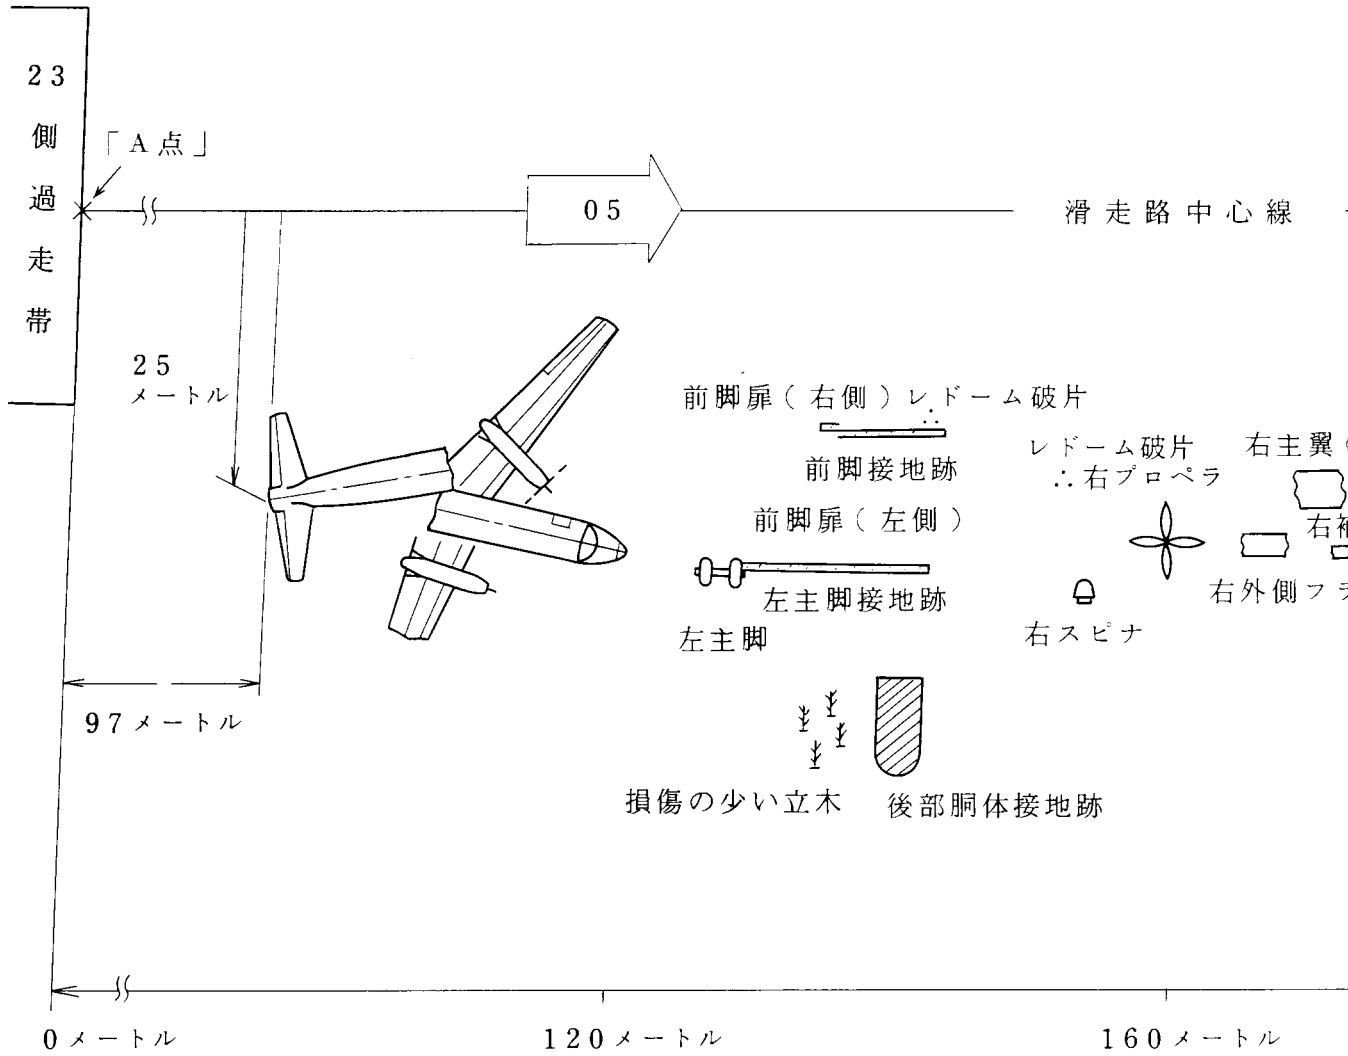 23側過走帯
「A点」
05
滑走路中心線
25
メートル
前脚扉(右側)レドーム破片
前脚接地跡
レドーム破片
右主翼(
右プロペラ
前脚扉(左側)
右補
左主脚接地跡
右外側フラ
左主脚
右スピナ
97メートル
損傷の少い立木
後部胴体接地跡
0メートル
120メートル
160メートル